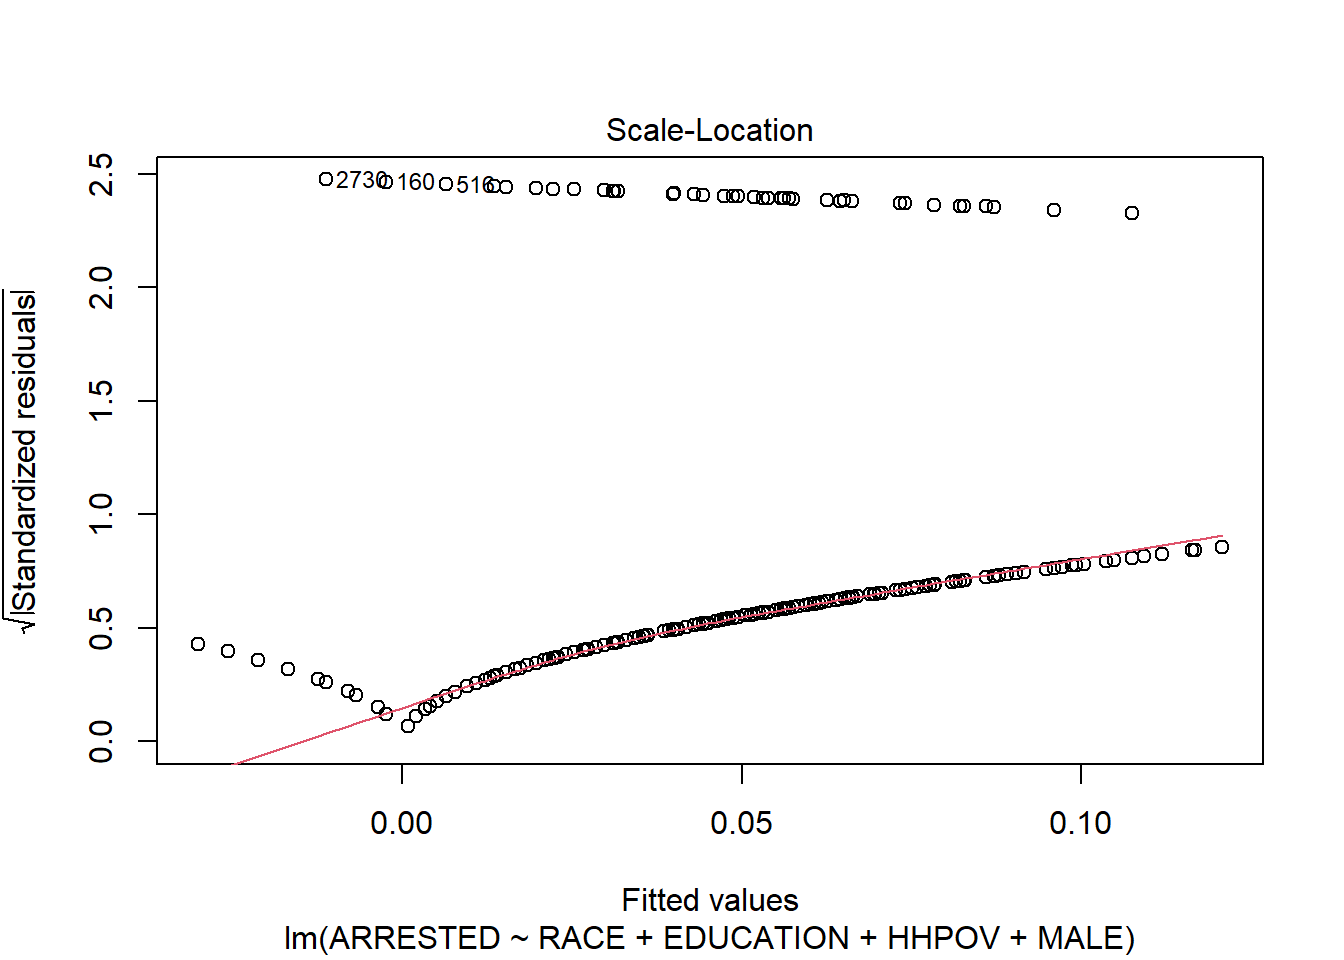 Scale-Location
√|Standardized residuals|
2.5
2.0
1.5
1.0
0.5
0.0
2730 160 516
0.00 0.05 0.10
Fitted values
lm(ARRESTED ~ RACE + EDUCATION + HHPOV + MALE)